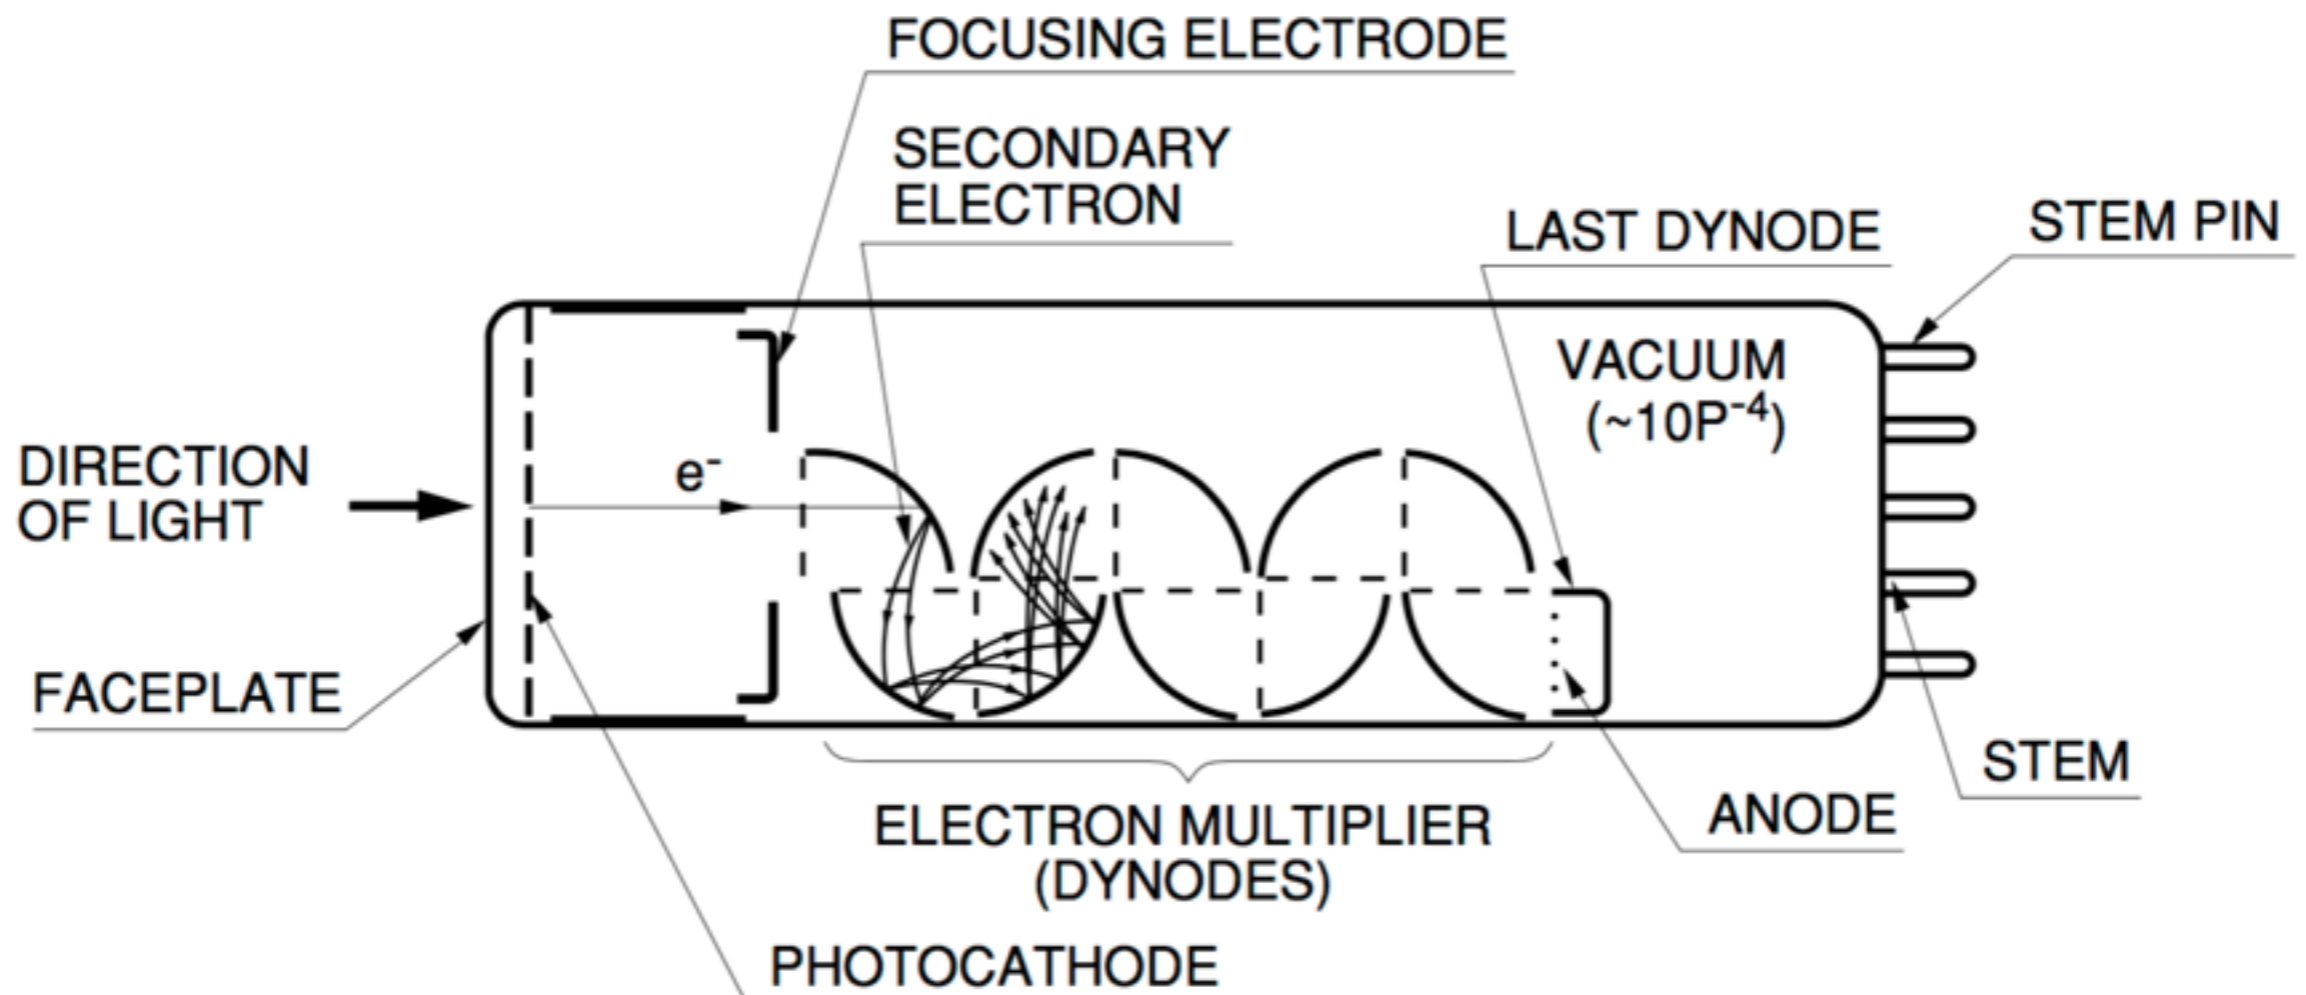 FOCUSING ELECTRODE
SECONDARY
ELECTRON
LAST DYNODE
STEM PIN
VACUUM
(~10P⁻⁴)
DIRECTION
OF LIGHT
e⁻
FACEPLATE
STEM
ANODE
ELECTRON MULTIPLIER
(DYNODES)
PHOTOCATHODE